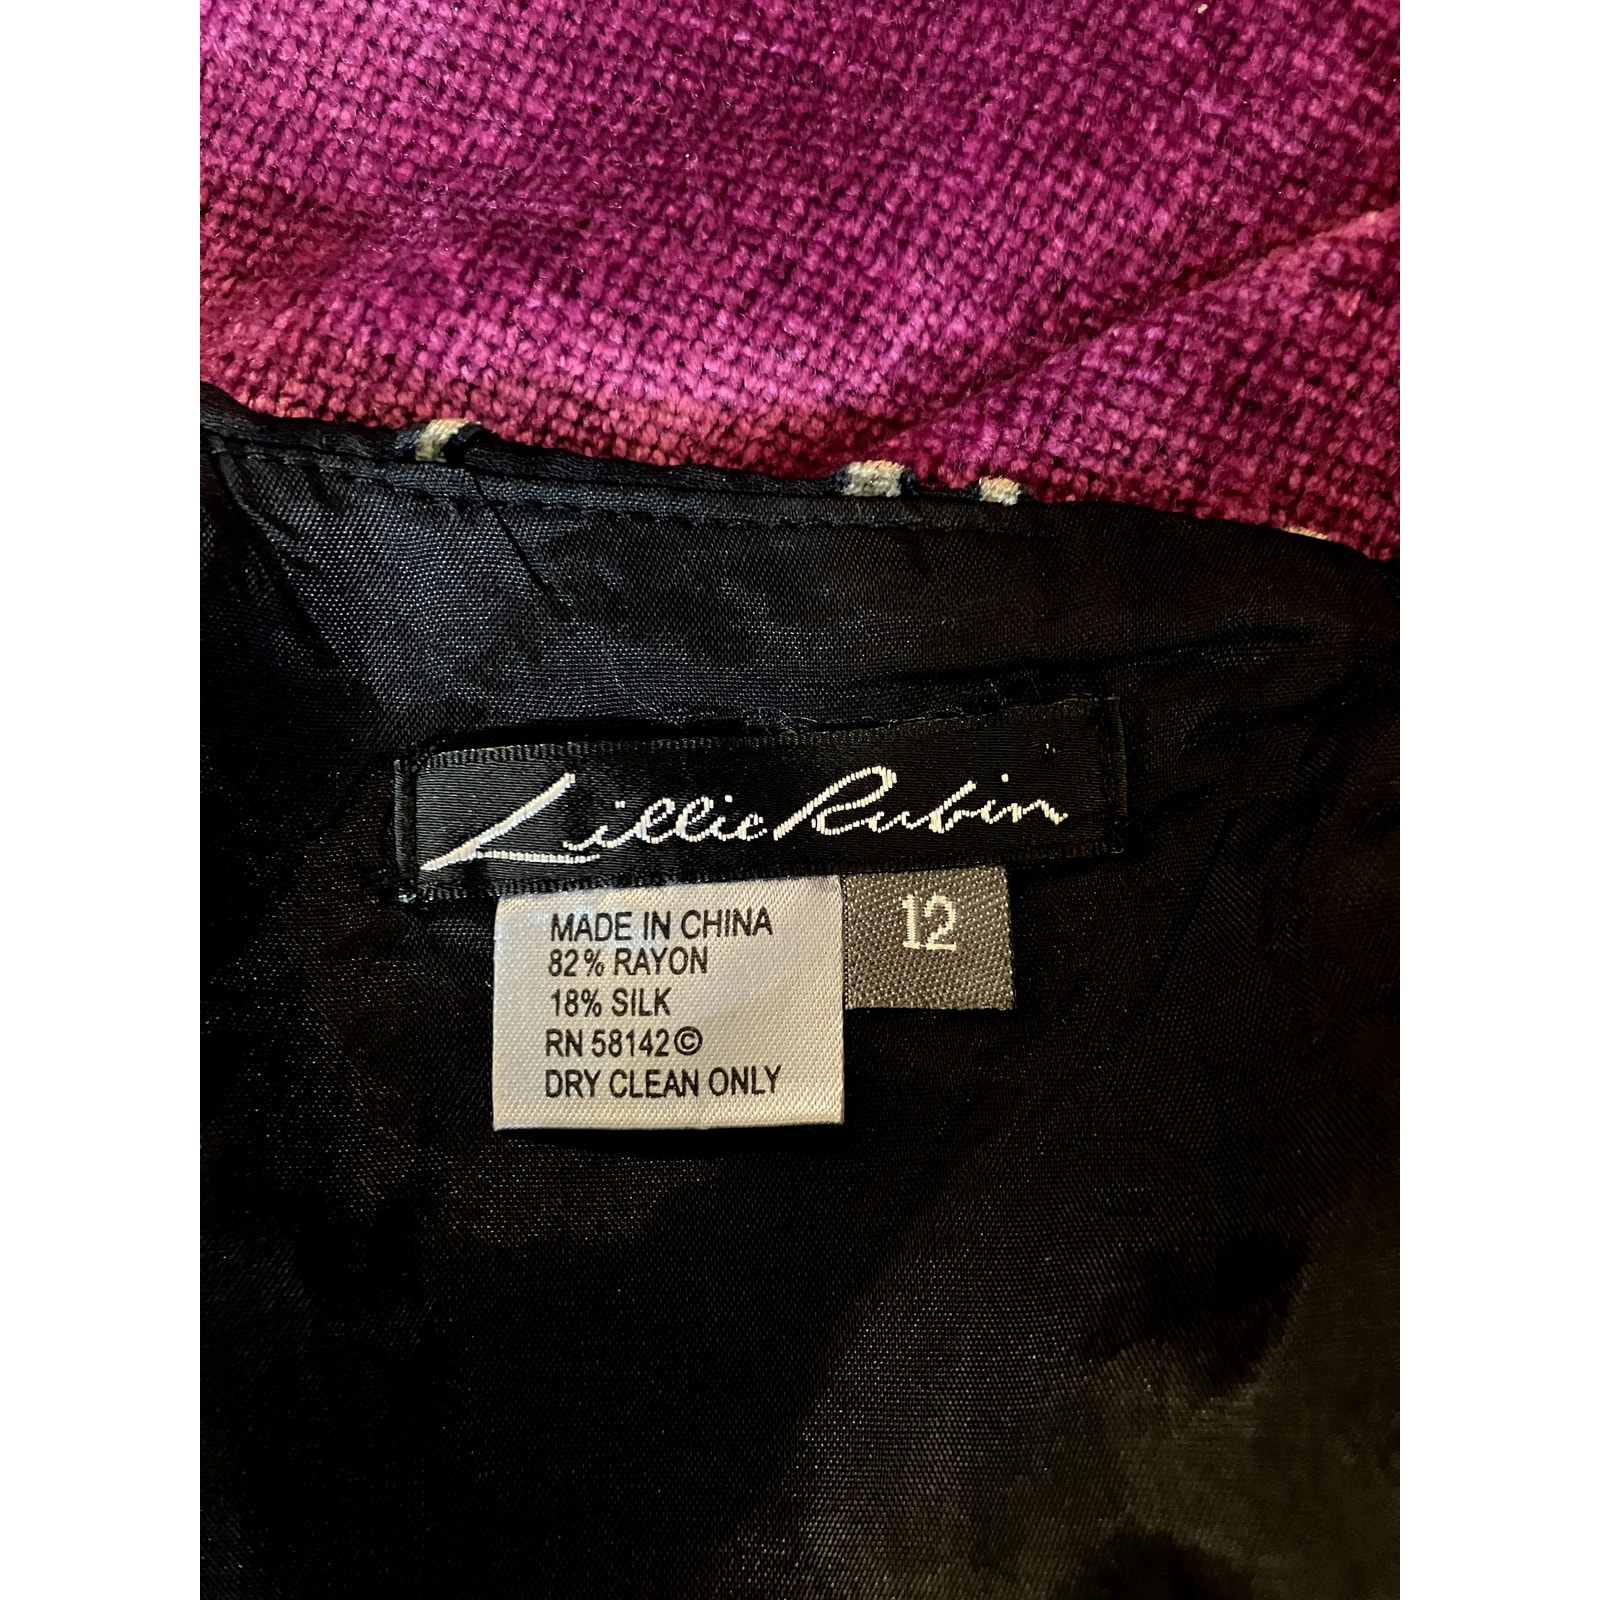 Lillie Rubin
12
MADE IN CHINA
82% RAYON
18% SILK
RN 58142©
DRY CLEAN ONLY